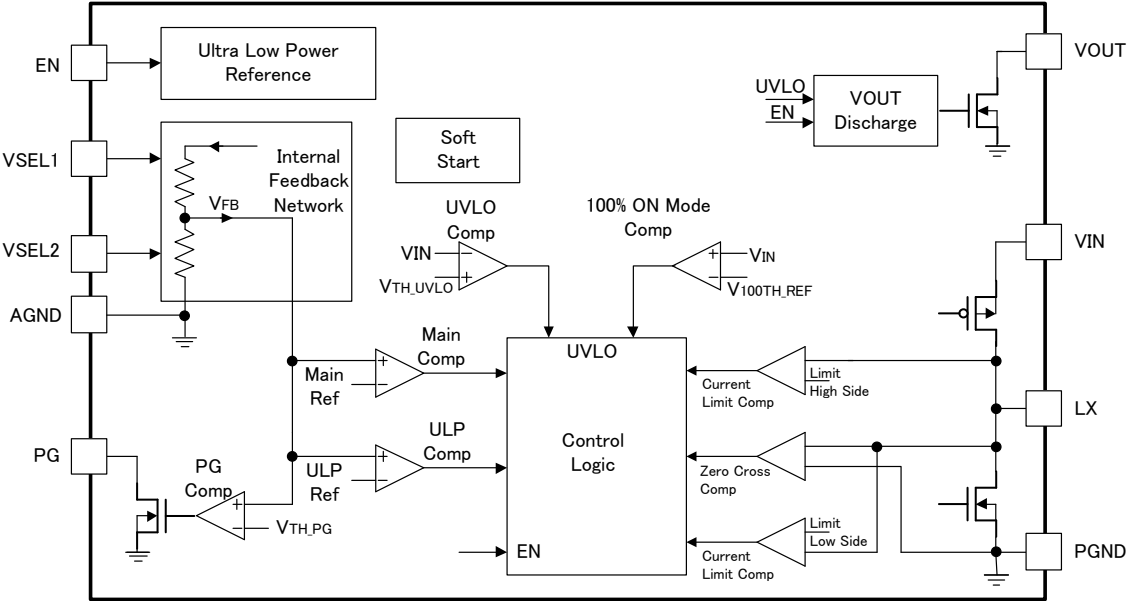 EN
Ultra Low Power
Reference
VOUT
UVLO
EN
VOUT
Discharge
VSEL1
Internal
Feedback
Network
VFB
Soft
Start
VSEL2
UVLO
Comp
VIN
VTH_UVLO
100% ON Mode
Comp
VIN
V100TH_REF
VIN
AGND
Main
Comp
Main
Ref
UVLO
Current
Limit Comp
Limit
High Side
LX
PG
PG
Comp
VTH_PG
ULP
Comp
ULP
Ref
Control
Logic
Zero Cross
Comp
EN
Current
Limit Comp
Limit
Low Side
PGND